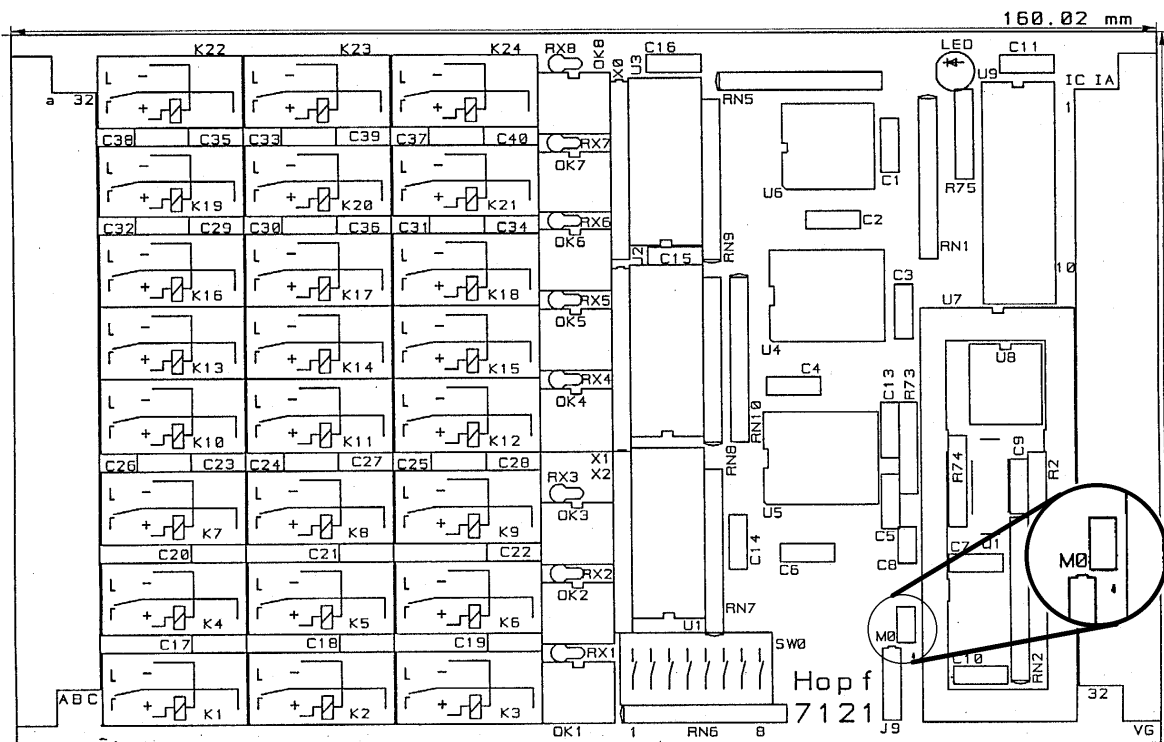 160.02 mm
K22 K23 K24 RX8 OK8 C16 LED C11
X0 U3 U9 IC IA
a 32 L - + L - + L - + RN5 1
C38 C35 C33 C39 C37 C40 RX7
OK7 C1 R75
L - + K19 L - + K20 L - + K21 U6
C32 C29 C30 C36 C31 C34 RX6 C2
OK6 U2 C15 RN9 RN1
L - + K16 L - + K17 L - + K18 10
RX5 C3
OK5 U7
L - + K13 L - + K14 L - + K15 U4 U8
RX4 C4
OK4 RN10 C13 R73
L - + K10 L - + K11 L - + K12
C26 C23 C24 C27 C25 C28 X1 RN8 R74 C9 R2
X2
RX3
L - + K7 L - + K8 L - + K9 OK3 U5
C20 C21 C22 C14 C6 C5 C8 C7 U1
M0
RX2
L - + K4 L - + K5 L - + K6 OK2
RN7
C17 C18 C19 RX1 U1 SW0 M0
C10 RN2
A B C L - + K1 L - + K2 L - + K3 Hopf 32
7121
OK1 1 RN6 8 J9 VG